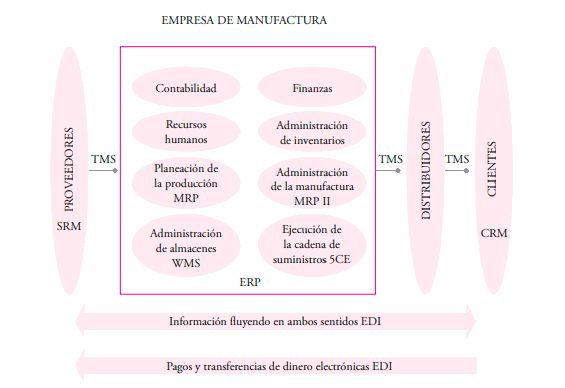 EMPRESA DE MANUFACTURA
PROVEEDORES
SRM
TMS
Contabilidad
Finanzas
Recursos
humanos
Administración
de inventarios
Planeación de
la producción
MRP
Administración
de la manufactura
MRP II
Administración
de almacenes
WMS
Ejecución de
la cadena de
suministros 5CE
ERP
TMS
DISTRIBUIDORES
TMS
CLIENTES
CRM
Información fluyendo en ambos sentidos EDI
Pagos y transferencias de dinero electrónicas EDI